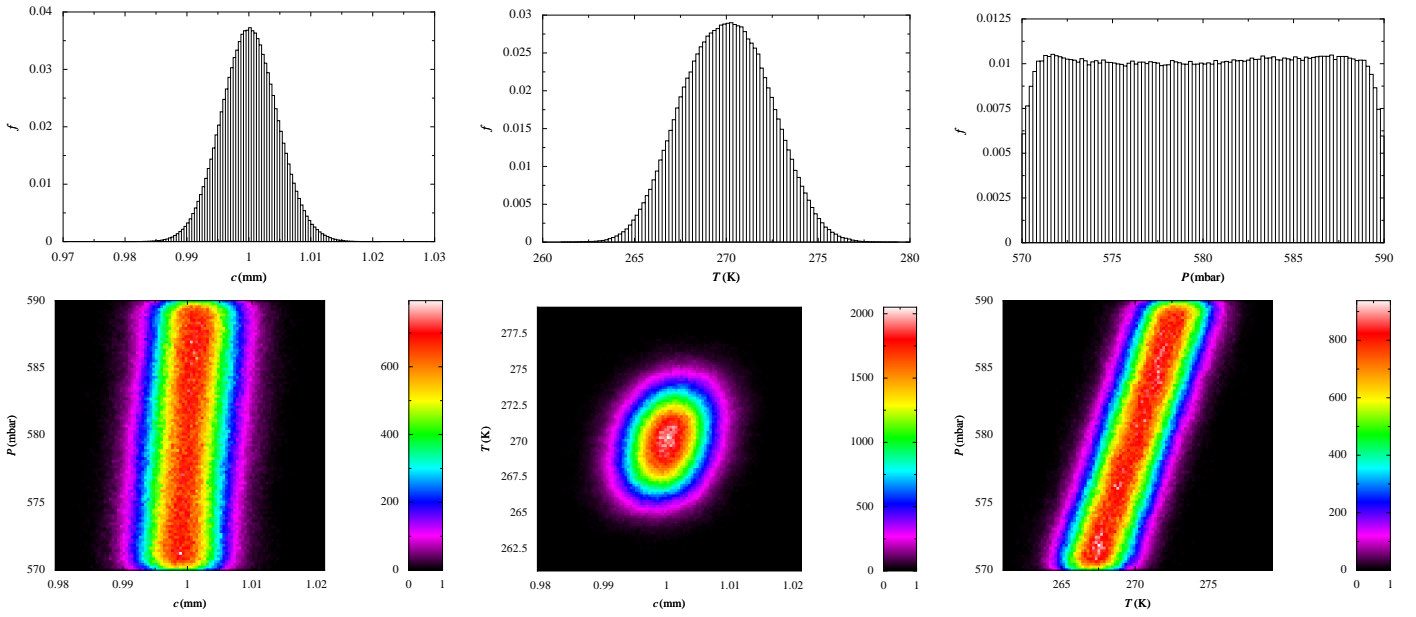 0.04
0.03
0.02
0.01
0
f
0.97 0.98 0.99 1 1.01 1.02 1.03
c (mm)
0.03
0.025
0.02
0.015
0.01
0.005
0
f
260 265 270 275 280
T (K)
0.0125
0.01
0.0075
0.005
0.0025
0
f
570 575 580 585 590
P (mbar)
590
585
580
575
570
P (mbar)
0.98 0.99 1 1.01 1.02
c (mm)
600
400
200
0
0 1
277.5
275
272.5
270
267.5
265
262.5
T (K)
0.98 0.99 1 1.01 1.02
c (mm)
2000
1500
1000
500
0
0 1
590
585
580
575
570
P (mbar)
265 270 275
T (K)
800
600
400
200
0
0 1